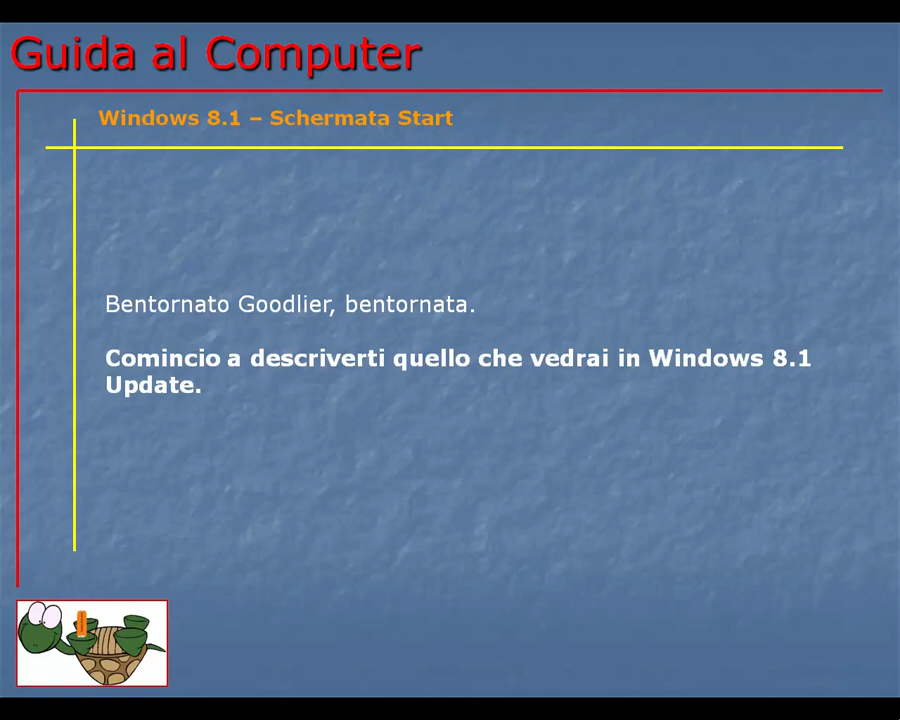 Guida al Computer
Windows 8.1 – Schermata Start
Bentornato Goodlier, bentornata.
Comincio a descriverti quello che vedrai in Windows 8.1
Update.